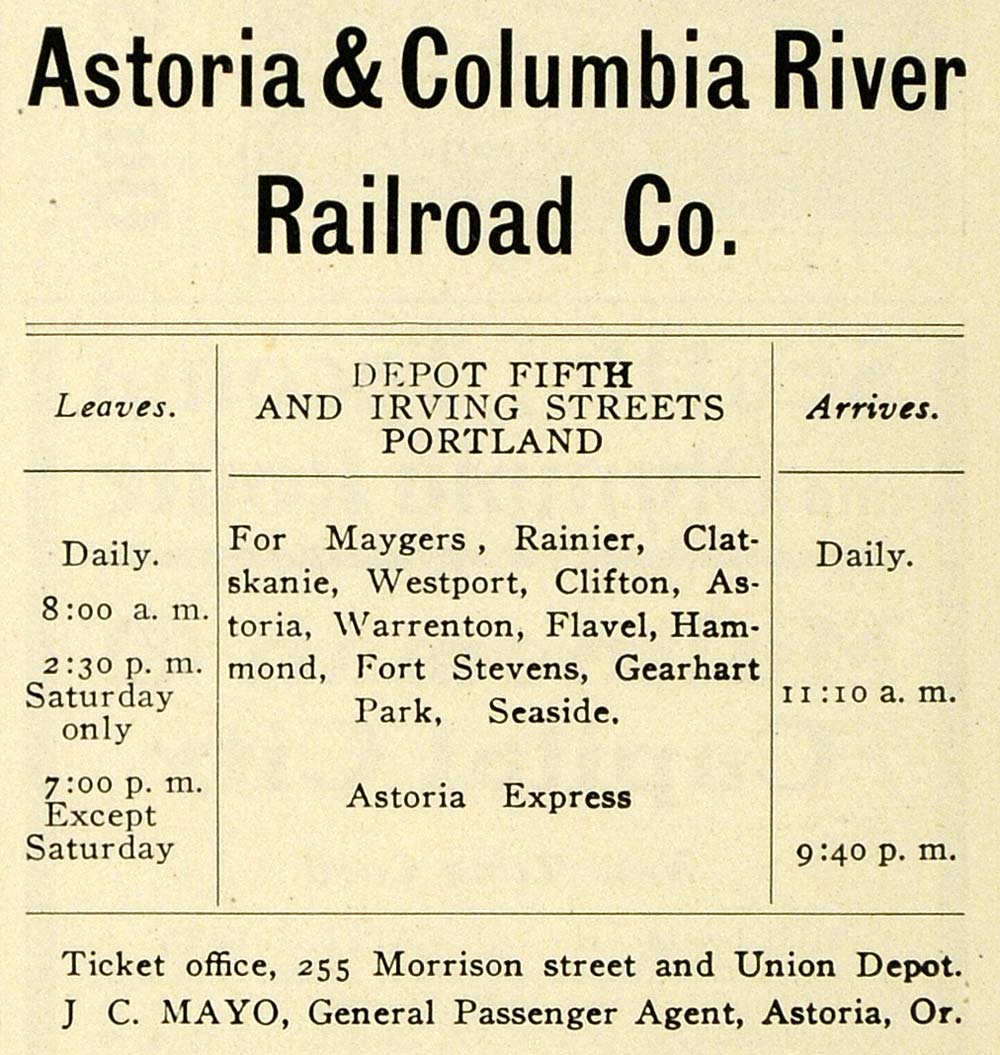 Astoria & Columbia River
Railroad Co.
Leaves.
DEPOT FIFTH
AND IRVING STREETS
PORTLAND
Arrives.
Daily.
8:00 a. m.
2:30 p. m.
Saturday
only
7:00 p. m.
Except
Saturday
For Maygers , Rainier, Clat-
skanie, Westport, Clifton, As-
toria, Warrenton, Flavel, Ham-
mond, Fort Stevens, Gearhart
Park, Seaside.
Astoria Express
Daily.
11:10 a. m.
9:40 p. m.
Ticket office, 255 Morrison street and Union Depot.
J C. MAYO, General Passenger Agent, Astoria, Or.